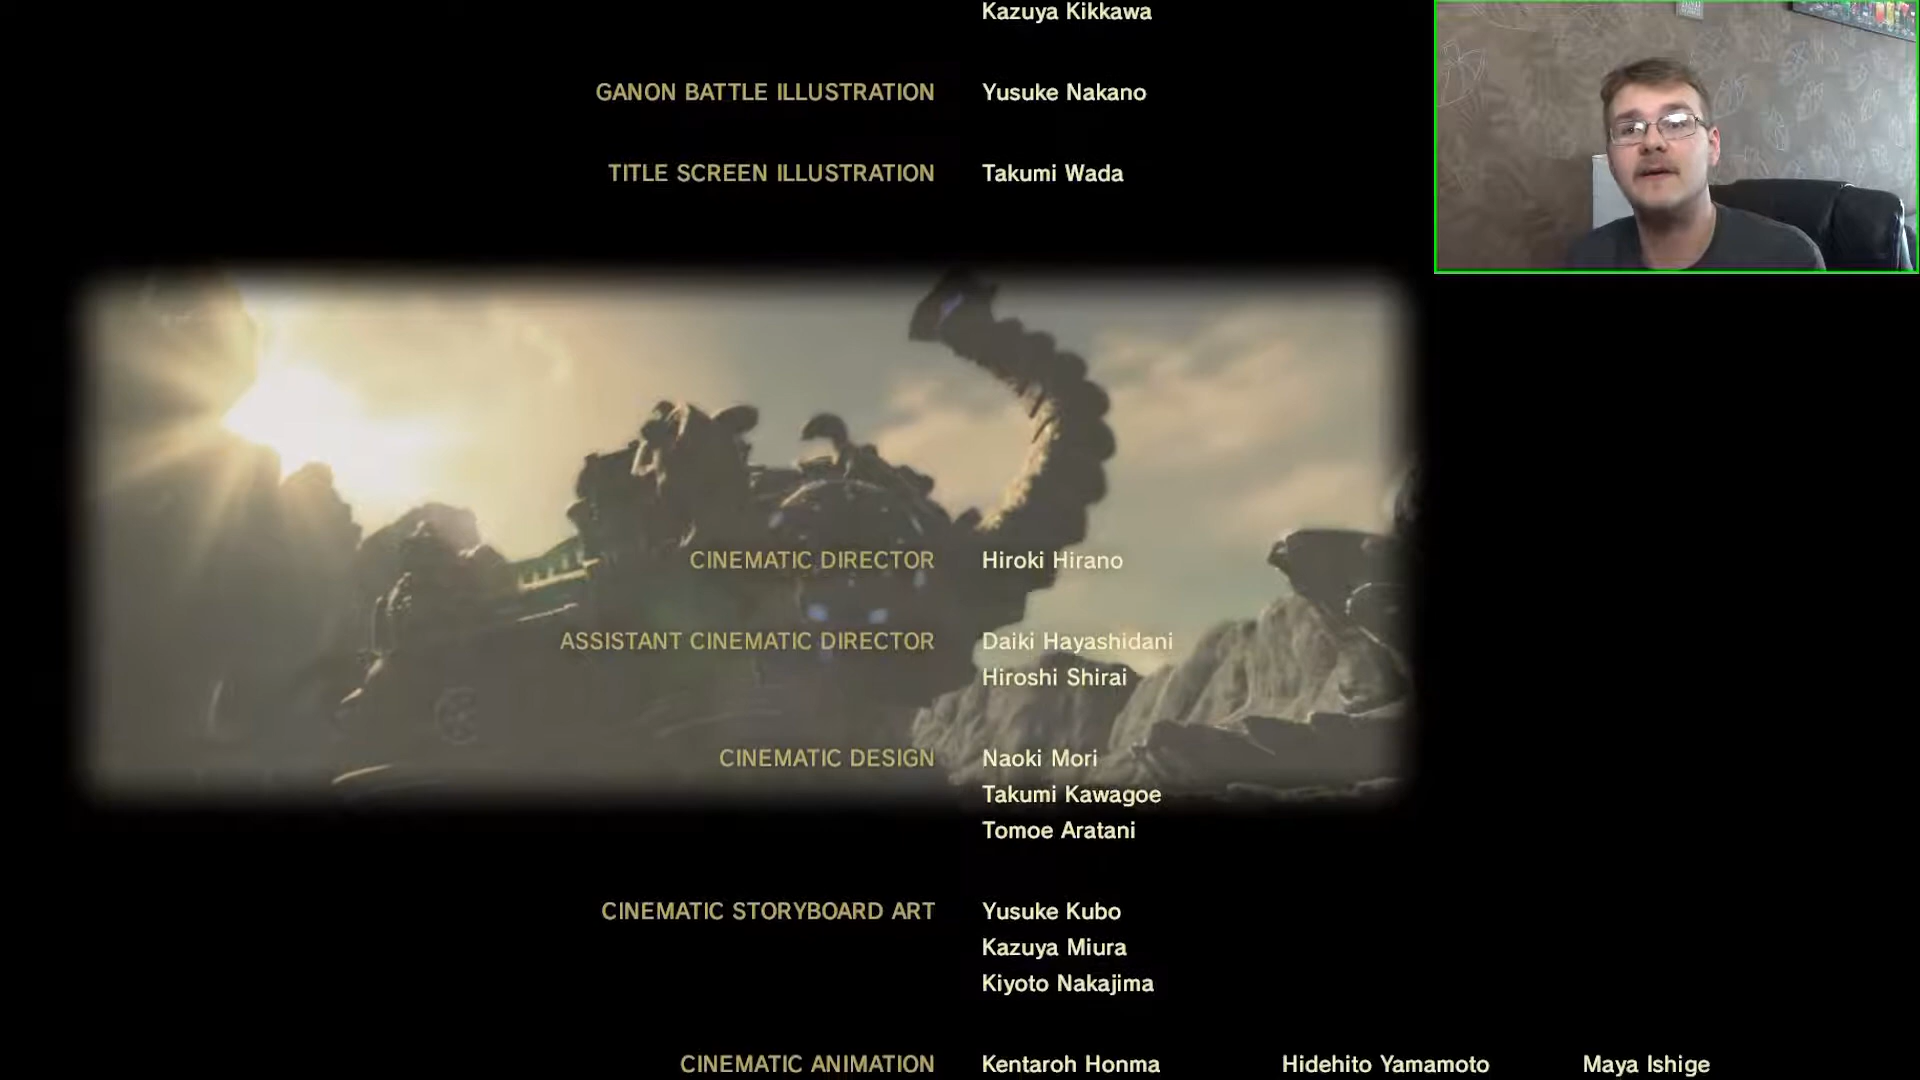 Kazuya Kikkawa
GANON BATTLE ILLUSTRATION Yusuke Nakano
TITLE SCREEN ILLUSTRATION Takumi Wada
CINEMATIC DIRECTOR Hiroki Hirano
ASSISTANT CINEMATIC DIRECTOR Daiki Hayashidani
Hiroshi Shirai
CINEMATIC DESIGN Naoki Mori
Takumi Kawagoe
Tomoe Aratani
CINEMATIC STORYBOARD ART Yusuke Kubo
Kazuya Miura
Kiyoto Nakajima
CINEMATIC ANIMATION Kentaroh Honma Hidehito Yamamoto Maya Ishige